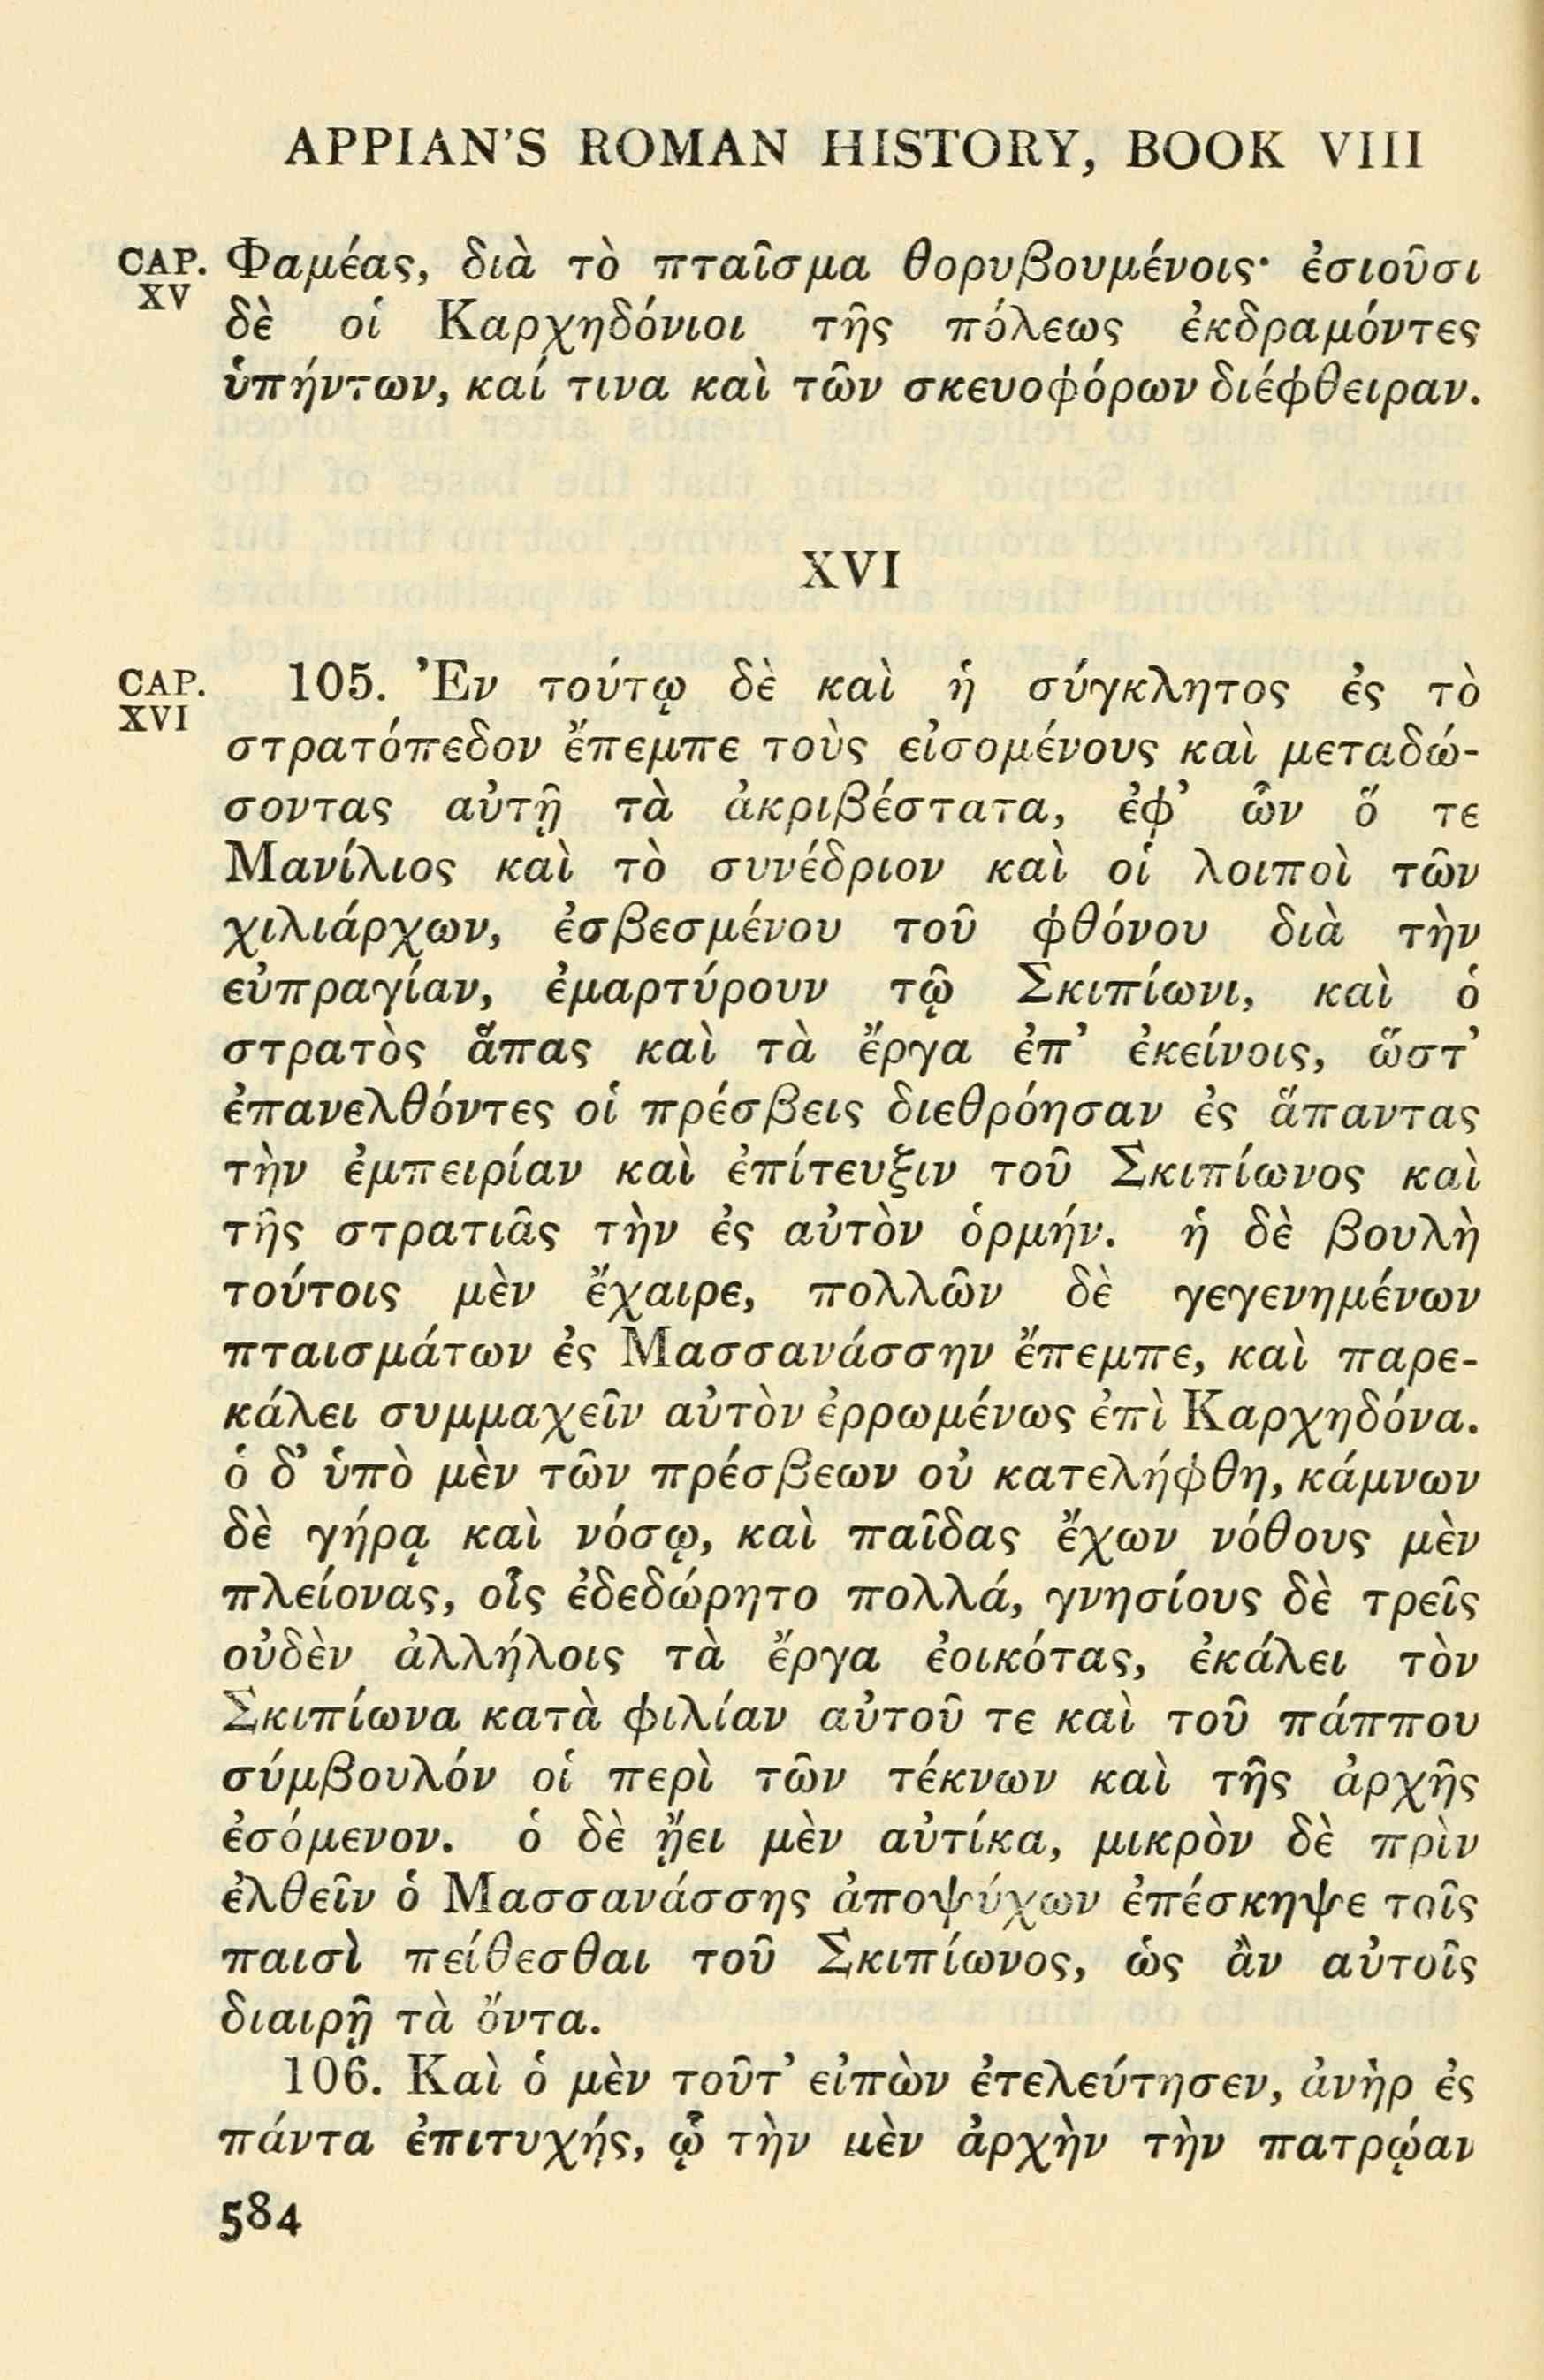 APPIAN'S ROMAN HISTORY, BOOK VIII
CAP. XV
Φαμέας, διὰ τὸ πταῖσμα θορυβουμένοις· ἐσιοῦσι
δὲ οἱ Καρχηδόνιοι τῆς πόλεως ἐκδραμόντες
ὑπήντων, καί τινα καὶ τῶν σκευοφόρων διέφθειραν.
XVI
CAP. XVI
105. Ἐν τούτῳ δὲ καὶ ἡ σύγκλητος ἐς τὸ
στρατόπεδον ἔπεμπε τοὺς εἰσομένους καὶ μεταδώ-
σοντας αὐτῇ τὰ ἀκριβέστατα, ἐφ' ὧν ὅ τε
Μανίλιος καὶ τὸ συνέδριον καὶ οἱ λοιποὶ τῶν
χιλιάρχων, ἐσβεσμένου τοῦ φθόνου διὰ τὴν
εὐπραγίαν, ἐμαρτύρουν τῷ Σκιπίωνι, καὶ ὁ
στρατὸς ἅπας καὶ τὰ ἔργα ἐπ' ἐκείνοις, ὥστ'
ἐπανελθόντες οἱ πρέσβεις διεθρόησαν ἐς ἅπαντας
τὴν ἐμπειρίαν καὶ ἐπίτευξιν τοῦ Σκιπίωνος καὶ
τῆς στρατιᾶς τὴν ἐς αὐτὸν ὁρμήν. ἡ δὲ βουλὴ
τούτοις μὲν ἔχαιρε, πολλῶν δὲ γεγενημένων
πταισμάτων ἐς Μασσανάσσην ἔπεμπε, καὶ παρε-
κάλει συμμαχεῖν αὐτὸν ἐρρωμένως ἐπὶ Καρχηδόνα.
ὁ δ' ὑπὸ μὲν τῶν πρέσβεων οὐ κατελήφθη, κάμνων
δὲ γήρᾳ καὶ νόσῳ, καὶ παῖδας ἔχων νόθους μὲν
πλείονας, οἷς ἐδεδώρητο πολλά, γνησίους δὲ τρεῖς
οὐδὲν ἀλλήλοις τὰ ἔργα ἐοικότας, ἐκάλει τὸν
Σκιπίωνα κατὰ φιλίαν αὐτοῦ τε καὶ τοῦ πάππου
σύμβουλόν οἱ περὶ τῶν τέκνων καὶ τῆς ἀρχῆς
ἐσόμενον. ὁ δὲ ᾔει μὲν αὐτίκα, μικρὸν δὲ πρὶν
ἐλθεῖν ὁ Μασσανάσσης ἀποψύχων ἐπέσκηψε τοῖς
παισὶ πείθεσθαι τοῦ Σκιπίωνος, ὡς ἂν αὐτοῖς
διαιρῇ τὰ ὄντα.
106. Καὶ ὁ μὲν τοῦτ' εἰπὼν ἐτελεύτησεν, ἀνὴρ ἐς
πάντα ἐπιτυχής, ᾧ τὴν μὲν ἀρχὴν τὴν πατρῴαν
584